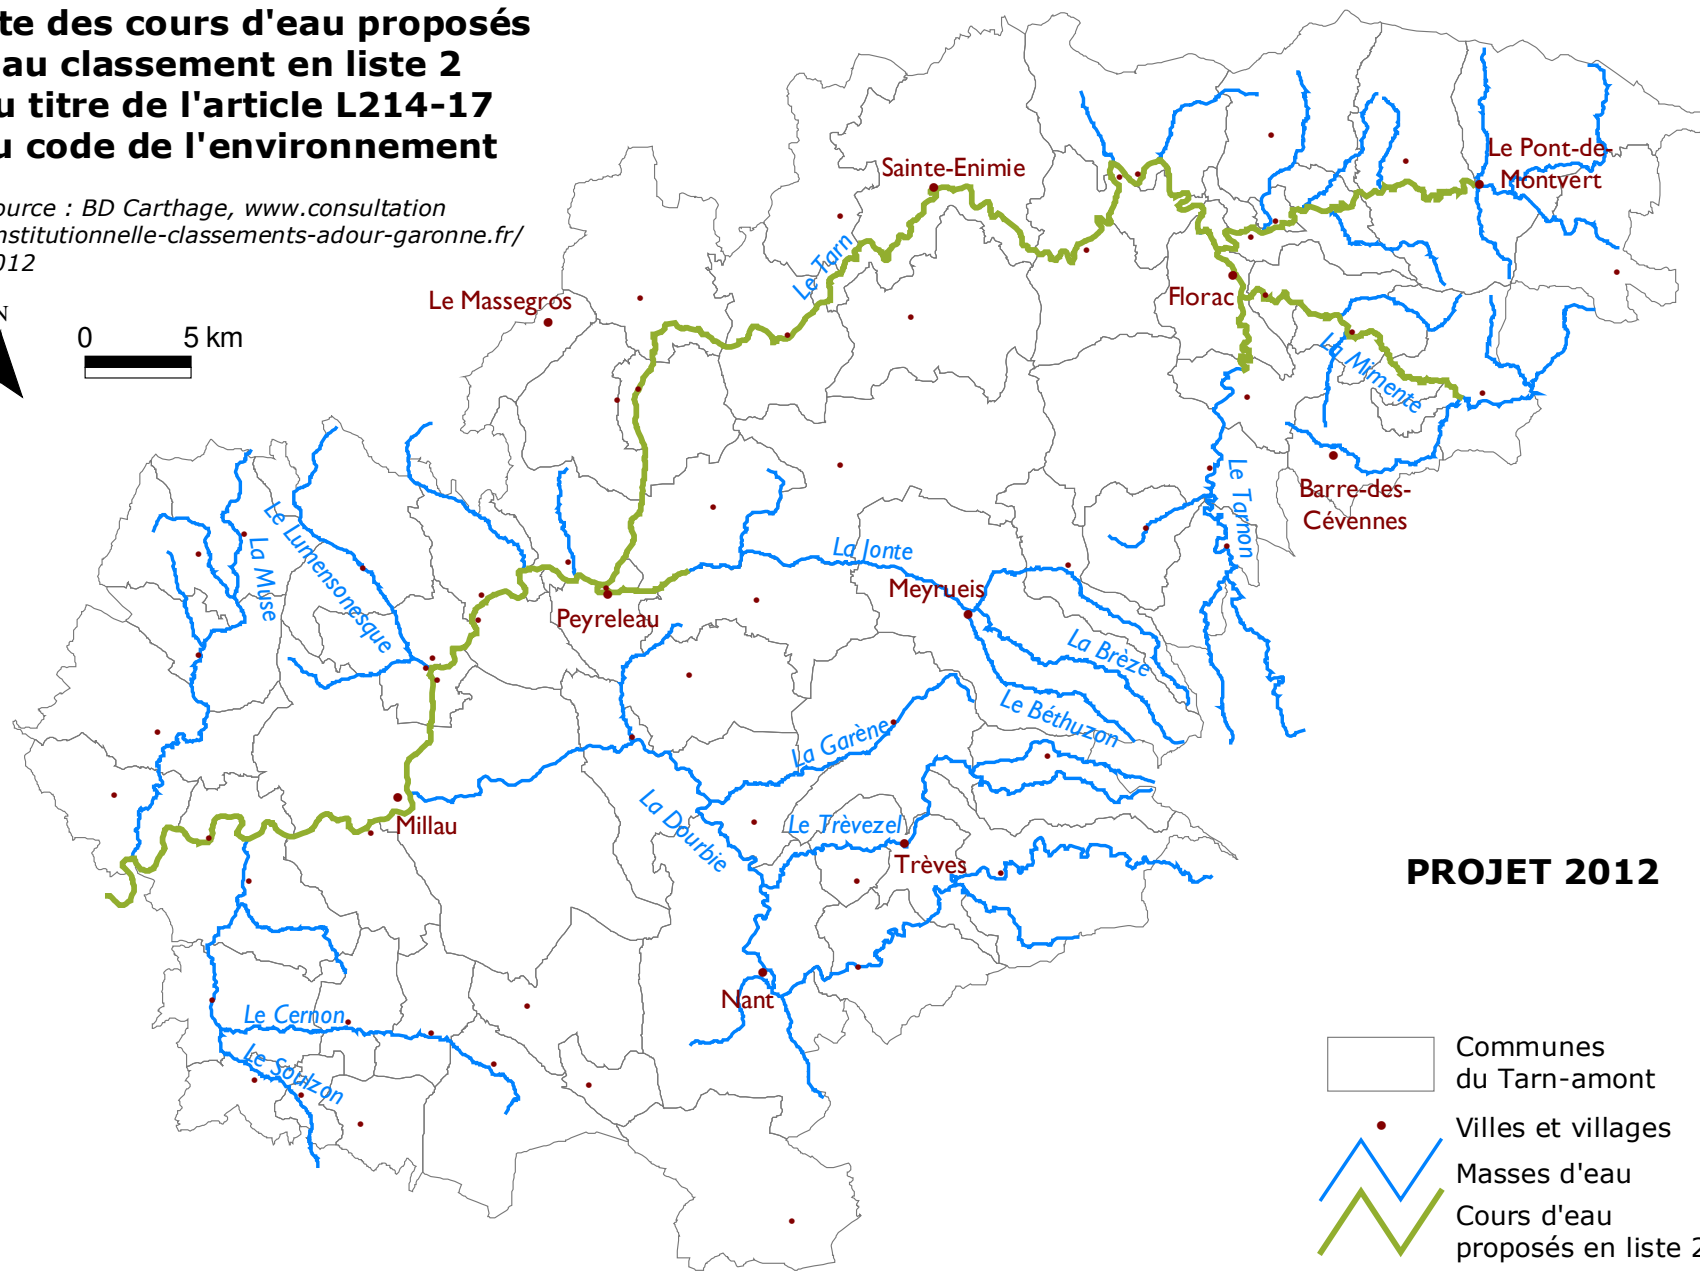 te des cours d'eau proposés
au classement en liste 2
u titre de l'article L214-17
u code de l'environnement
ource : BD Carthage, www.consultation
nstitutionnelle-classements-adour-garonne.fr/
012
N
0 5 km
Le Massegros
Sainte-Enimie
Le Tarn
Le Pont-de-
Montvert
Florac
La Mimente
Barre-des-
Cévennes
Le Tarnon
La Muse
Le Lumensonesque
Peyreleau
La Jonte
Meyrueis
La Brèze
Le Béthuzon
La Garène
Millau
La Dourbie
Le Trèvezel
Trèves
Nant
Le Cernon
Le Soulzon
PROJET 2012
Communes
du Tarn-amont
Villes et villages
Masses d'eau
Cours d'eau
proposés en liste 2